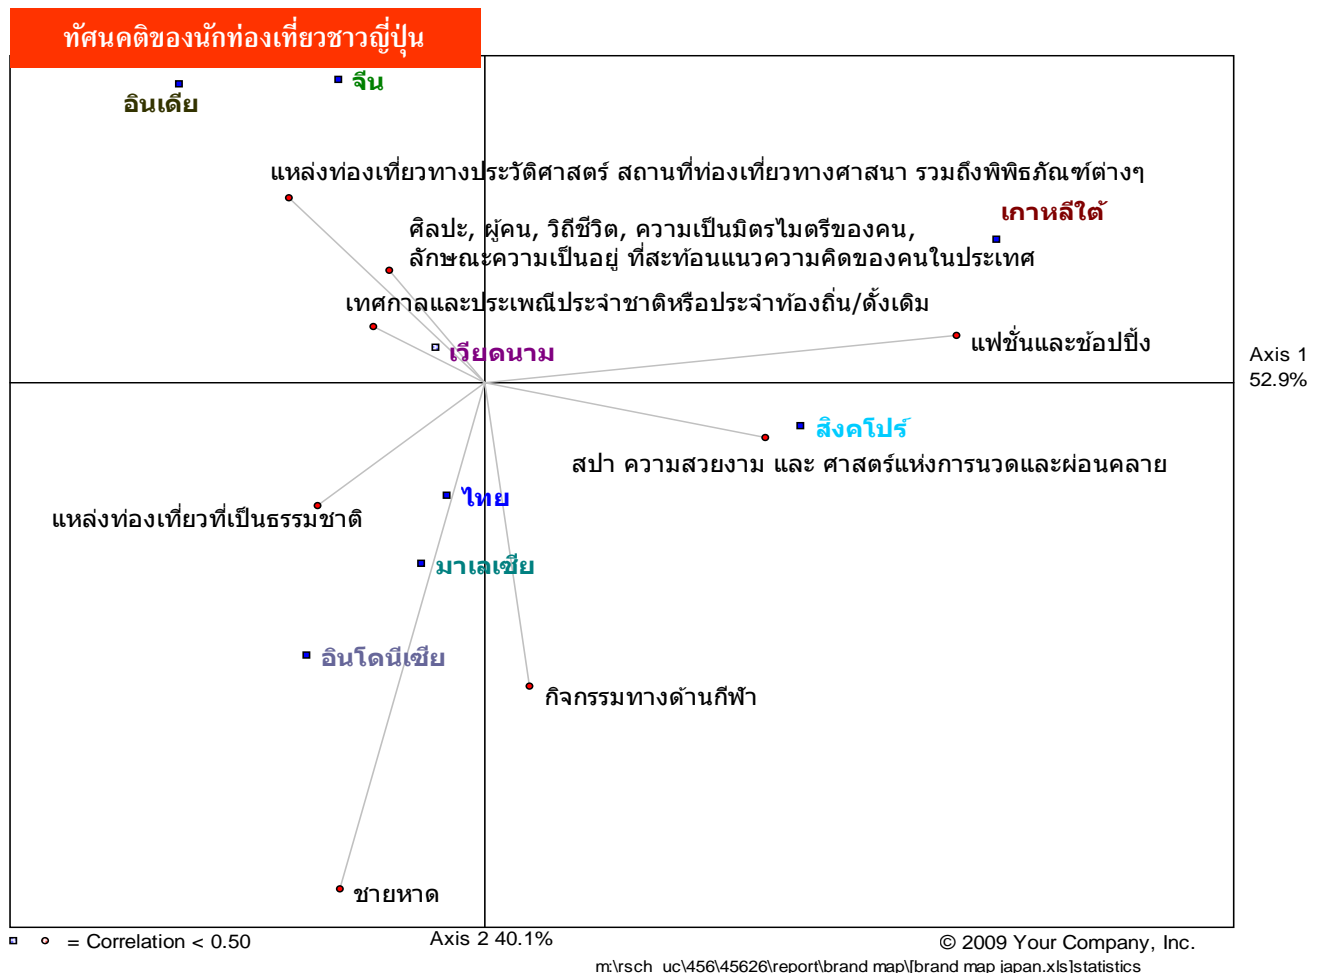 ทัศนคติของนักท่องเที่ยวชาวญี่ปุ่น
จีน
อินเดีย
แหล่งท่องเที่ยวทางประวัติศาสตร์ สถานที่ท่องเที่ยวทางศาสนา รวมถึงพิพิธภัณฑ์ต่างๆ
เกาหลีใต้
ศิลปะ, ผู้คน, วิถีชีวิต, ความเป็นมิตรไมตรีของคน,
ลักษณะความเป็นอยู่ ที่สะท้อนแนวความคิดของคนในประเทศ
เทศกาลและประเพณีประจำชาติหรือประจำท้องถิ่น/ดั้งเดิม
แฟชั่นและช้อปปิ้ง
เวียดนาม
Axis 1
52.9%
สิงคโปร์
สปา ความสวยงาม และ ศาสตร์แห่งการนวดและผ่อนคลาย
ไทย
แหล่งท่องเที่ยวที่เป็นธรรมชาติ
มาเลเซีย
อินโดนีเซีย
กิจกรรมทางด้านกีฬา
ชายหาด
= Correlation < 0.50
Axis 2 40.1%
© 2009 Your Company, Inc.
m:\rsch_uc\456\45626\report\brand map\[brand map japan.xls]statistics